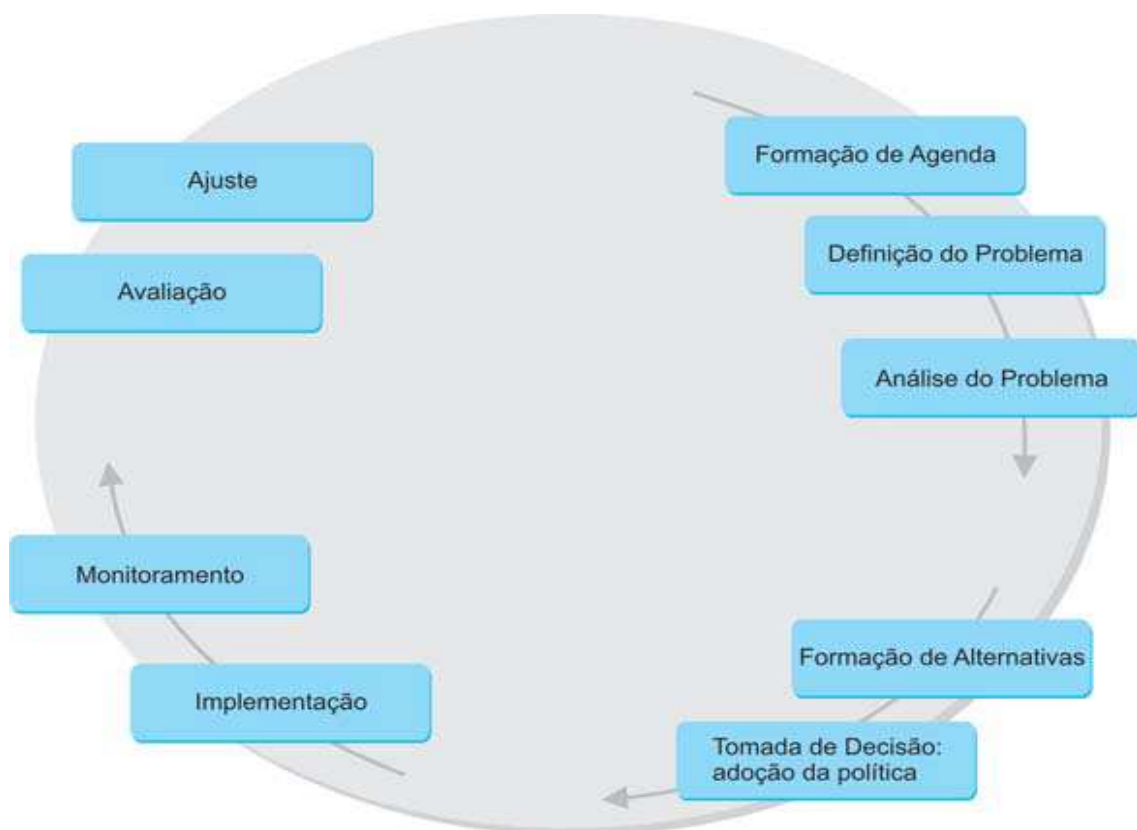 Formação de Agenda
Definição do Problema
Análise do Problema
Formação de Alternativas
Tomada de Decisão:
adoção da política
Implementação
Monitoramento
Avaliação
Ajuste